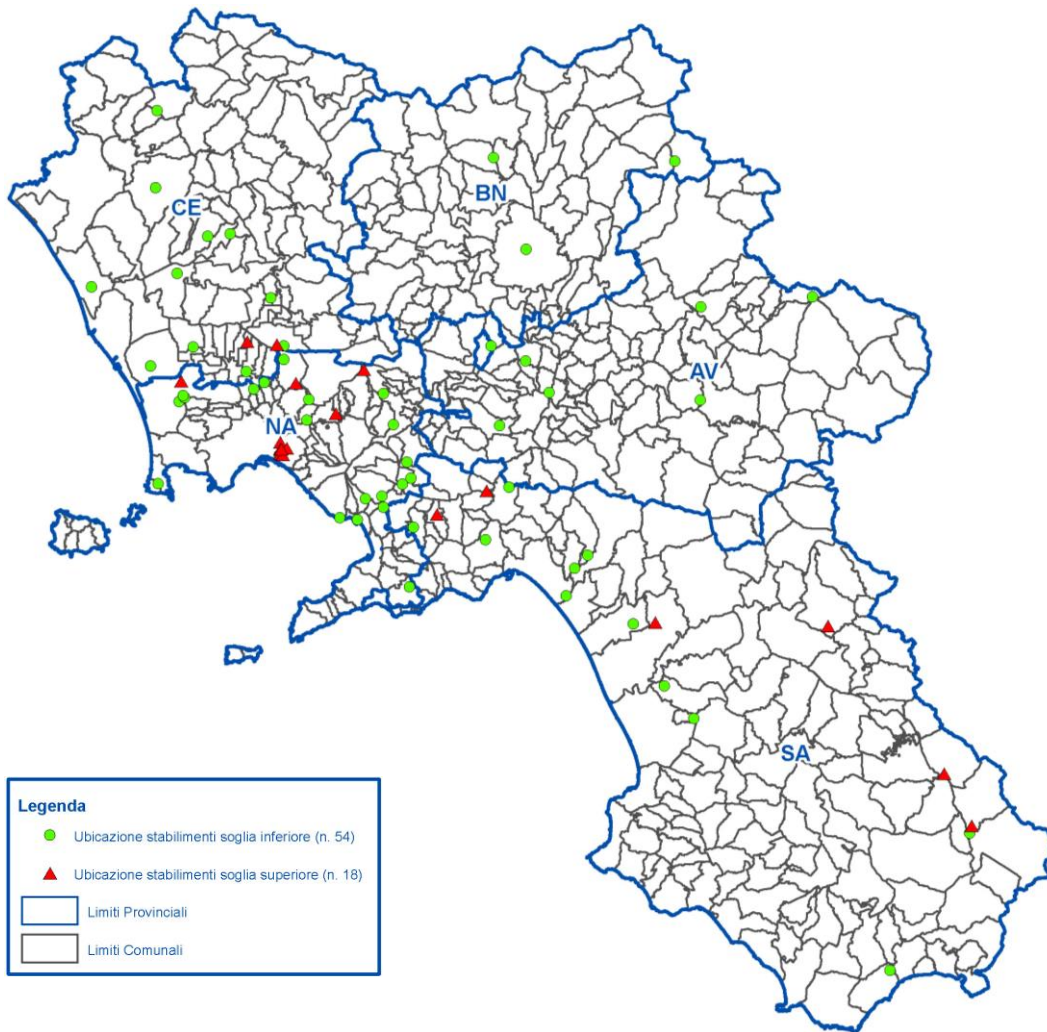 BN
CE
AV
NA
SA
Legenda
Ubicazione stabilimenti soglia inferiore (n. 54)
Ubicazione stabilimenti soglia superiore (n. 18)
Limiti Provinciali
Limiti Comunali